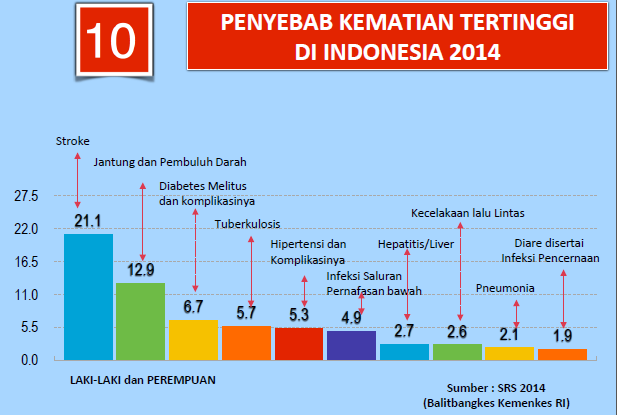 10
PENYEBAB KEMATIAN TERTINGGI
DI INDONESIA 2014
Stroke
Jantung dan Pembuluh Darah
Diabetes Melitus
dan komplikasinya
Tuberkulosis
Hipertensi dan
Komplikasinya
Infeksi Saluran
Pernafasan bawah
Hepatitis/Liver
Kecelakaan lalu Lintas
Pneumonia
Diare disertai
Infeksi Pencernaan
27.5
22.0
16.5
11.0
5.5
0.0
21.1
12.9
6.7
5.7
5.3
4.9
2.7
2.6
2.1
1.9
LAKI-LAKI dan PEREMPUAN
Sumber : SRS 2014
(Balitbangkes Kemenkes RI)